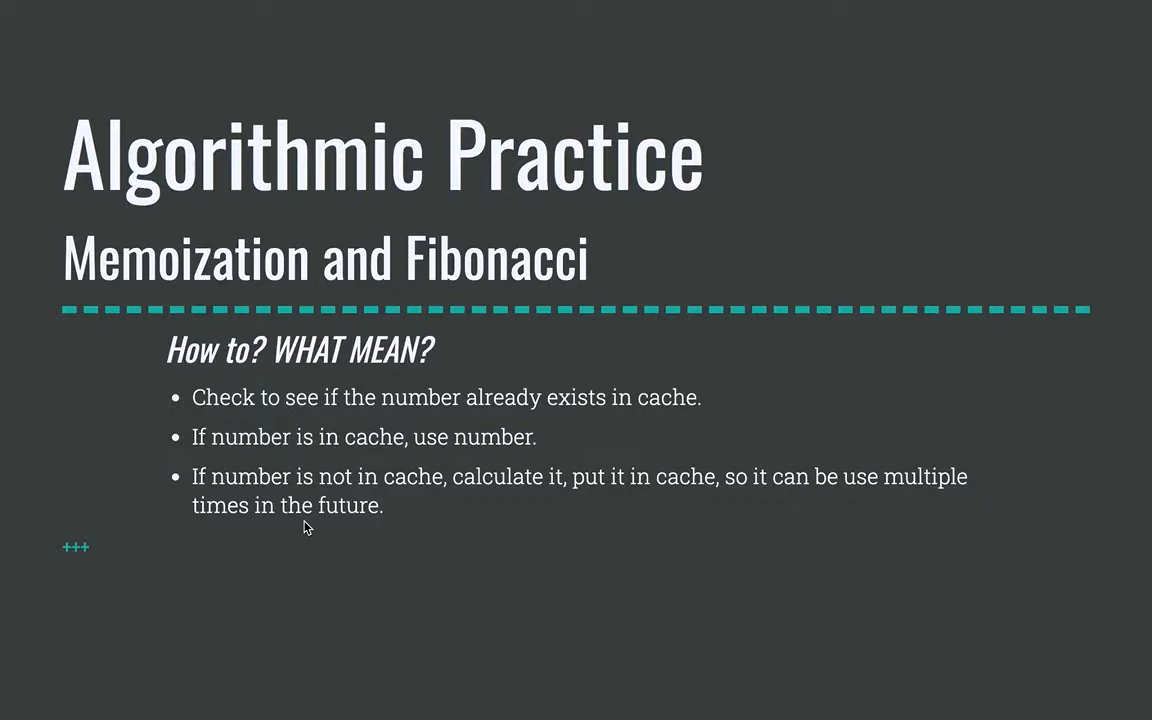 Algorithmic Practice
Memoization and Fibonacci
How to? WHAT MEAN?
• Check to see if the number already exists in cache.
• If number is in cache, use number.
• If number is not in cache, calculate it, put it in cache, so it can be use multiple
times in the future.
+++